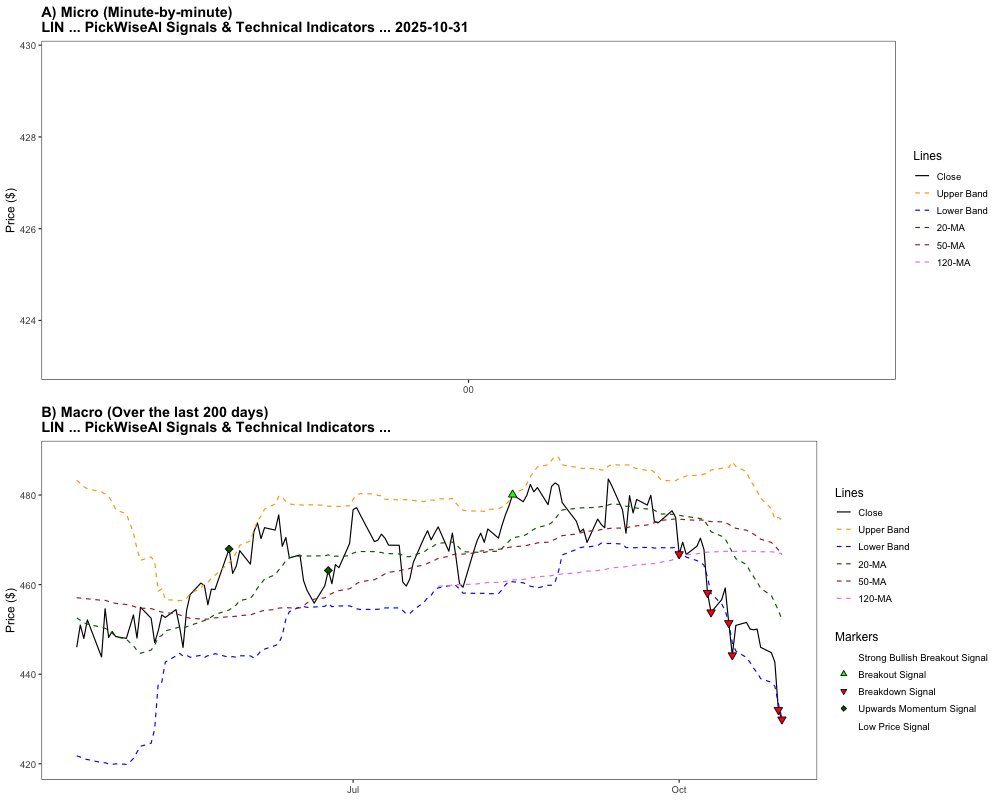 A) Micro (Minute-by-minute)
LIN ... PickWiseAI Signals & Technical Indicators ... 2025-10-31
430
428
426
424
Price ($)
00
Lines
Close
Upper Band
Lower Band
20-MA
50-MA
120-MA
B) Macro (Over the last 200 days)
LIN ... PickWiseAI Signals & Technical Indicators ...
480
460
440
420
Price ($)
Jul
Oct
Lines
Close
Upper Band
Lower Band
20-MA
50-MA
120-MA
Markers
Strong Bullish Breakout Signal
Breakout Signal
Breakdown Signal
Upwards Momentum Signal
Low Price Signal